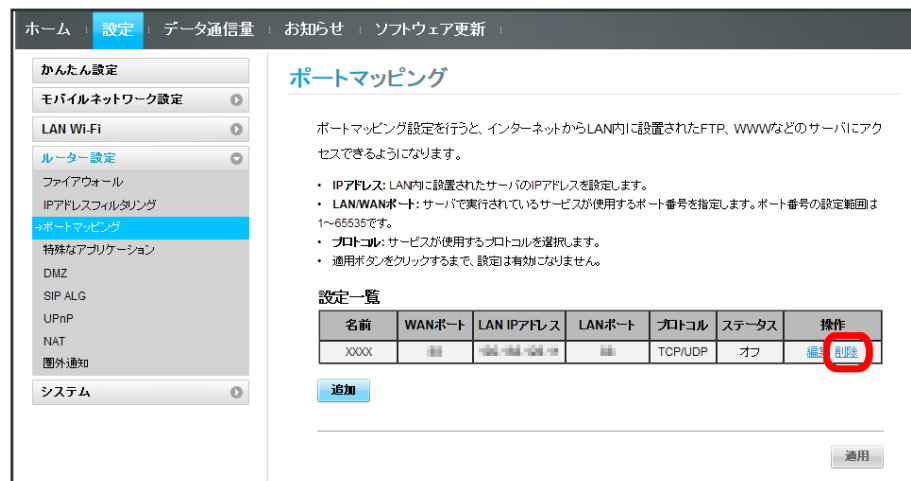 ホーム 設定 データ通信量 お知らせ ソフトウェア更新
かんたん設定
モバイルネットワーク設定
LAN Wi-Fi
ルーター設定
ファイアウォール
IPアドレスフィルタリング
→ポートマッピング
特殊なアプリケーション
DMZ
SIP ALG
UPnP
NAT
圏外通知
システム
ポートマッピング
ポートマッピング設定を行うと、インターネットからLAN内に設置されたFTP、WWWなどのサーバにアク
セスできるようになります。
・ IPアドレス: LAN内に設置されたサーバのIPアドレスを設定します。
・ LAN/WANポート: サーバで実行されているサービスが使用するポート番号を指定します。ポート番号の設定範囲は
1~65535です。
・ プロトコル: サービスが使用するプロトコルを選択します。
・ 適用ボタンをクリックするまで、設定は有効になりません。
設定一覧
名前 WANポート LAN IPアドレス LANポート プロトコル ステータス 操作
XXXX TCP/UDP オフ 編集 削除
追加
適用